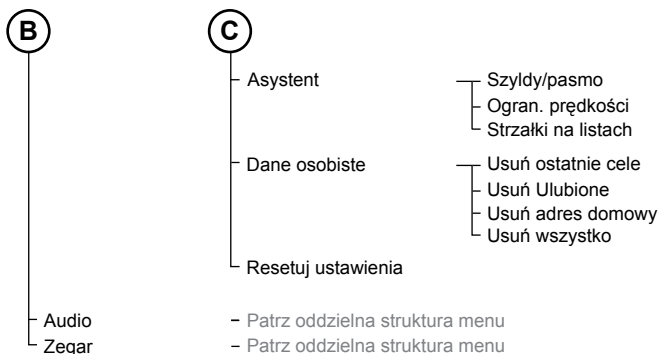 B C
Asystent Szyldy/pasmo
Ogran. prędkości
Strzałki na listach
Dane osobiste Usuń ostatnie cele
Usuń Ulubione
Usuń adres domowy
Usuń wszystko
Resetuj ustawienia
Audio – Patrz oddzielna struktura menu
Zegar – Patrz oddzielna struktura menu